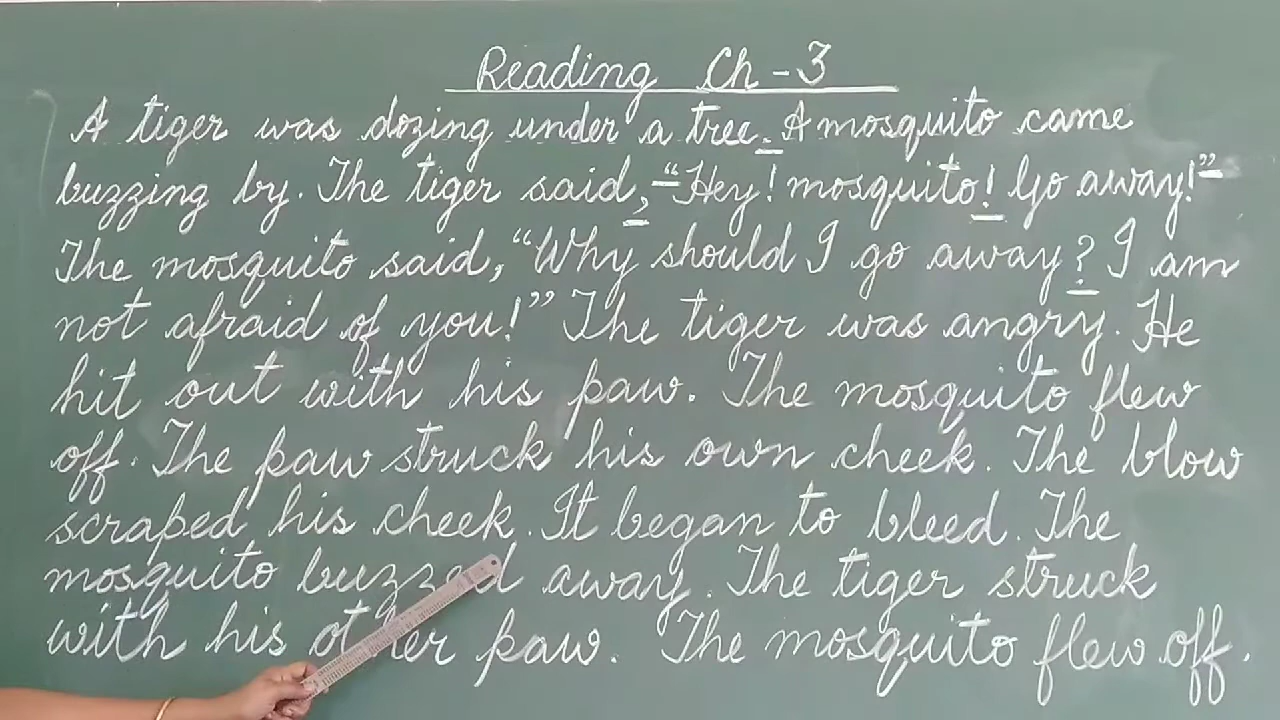 Reading Ch - 3
A tiger was dozing under a tree. A mosquito came
buzzing by. The tiger said, "Hey! mosquito! Go away!"
The mosquito said, "Why should I go away? I am
not afraid of you!" The tiger was angry. He
hit out with his paw. The mosquito flew
off. The paw struck his own cheek. The blow
scraped his cheek. It began to bleed. The
mosquito buzzed away. The tiger struck
with his other paw. The mosquito flew off.